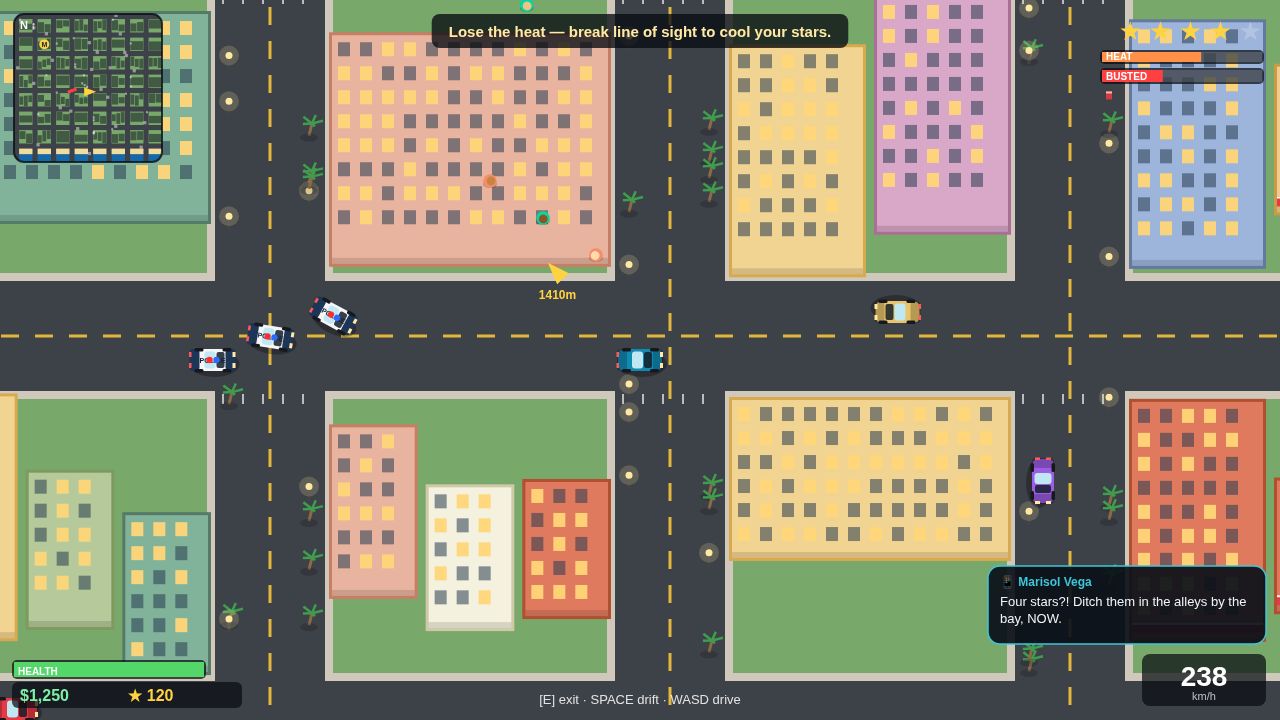 N
M
Lose the heat — break line of sight to cool your stars.
HEAT
BUSTED
1410m
Marisol Vega
Four stars?! Ditch them in the alleys by the
bay, NOW.
HEALTH
$1,250
★ 120
[E] exit · SPACE drift · WASD drive
238
km/h